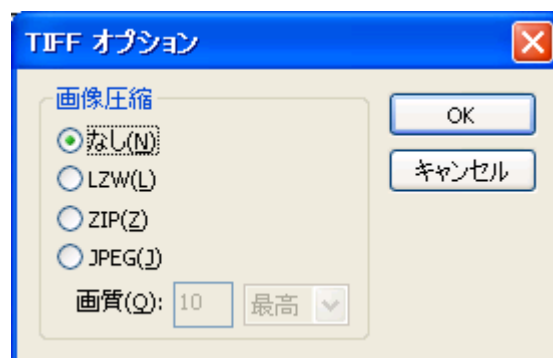 TIFF オプション
画像圧縮
なし(N)
LZW(L)
ZIP(Z)
JPEG(J)
画質(Q): 10 最高
OK
キャンセル